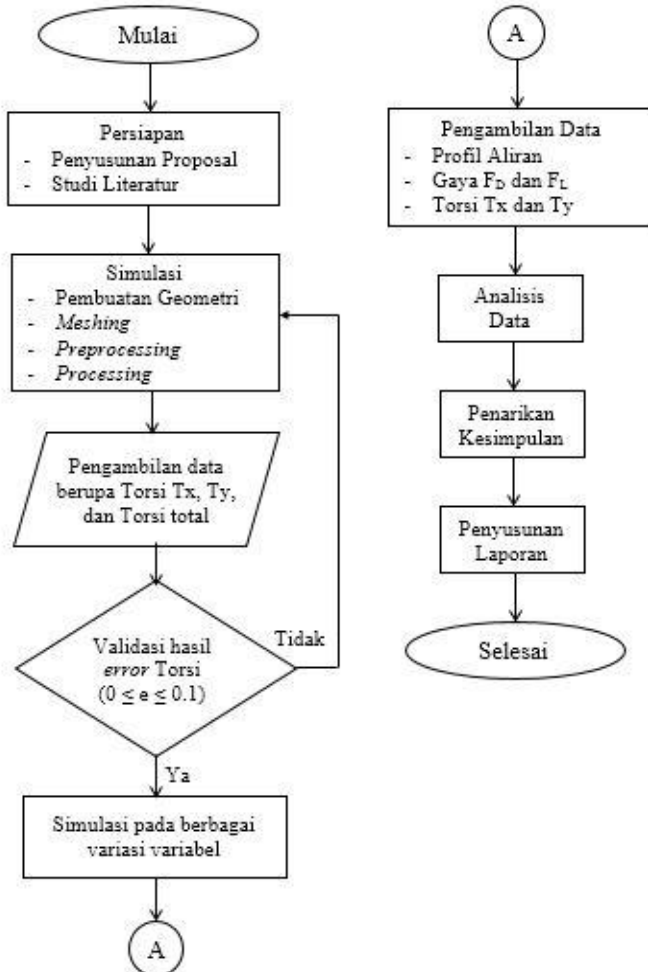 Mulai
Persiapan
- Penyusunan Proposal
- Studi Literatur
Simulasi
- Pembuatan Geometri
- Meshing
- Preprocessing
- Processing
Pengambilan data
berupa Torsi Tx, Ty,
dan Torsi total
Validasi hasil
error Torsi
(0 ≤ e ≤ 0.1)
Tidak
Ya
Simulasi pada berbagai
variasi variabel
A
A
Pengambilan Data
- Profil Aliran
- Gaya F_D dan F_L
- Torsi Tx dan Ty
Analisis
Data
Penarikan
Kesimpulan
Penyusunan
Laporan
Selesai